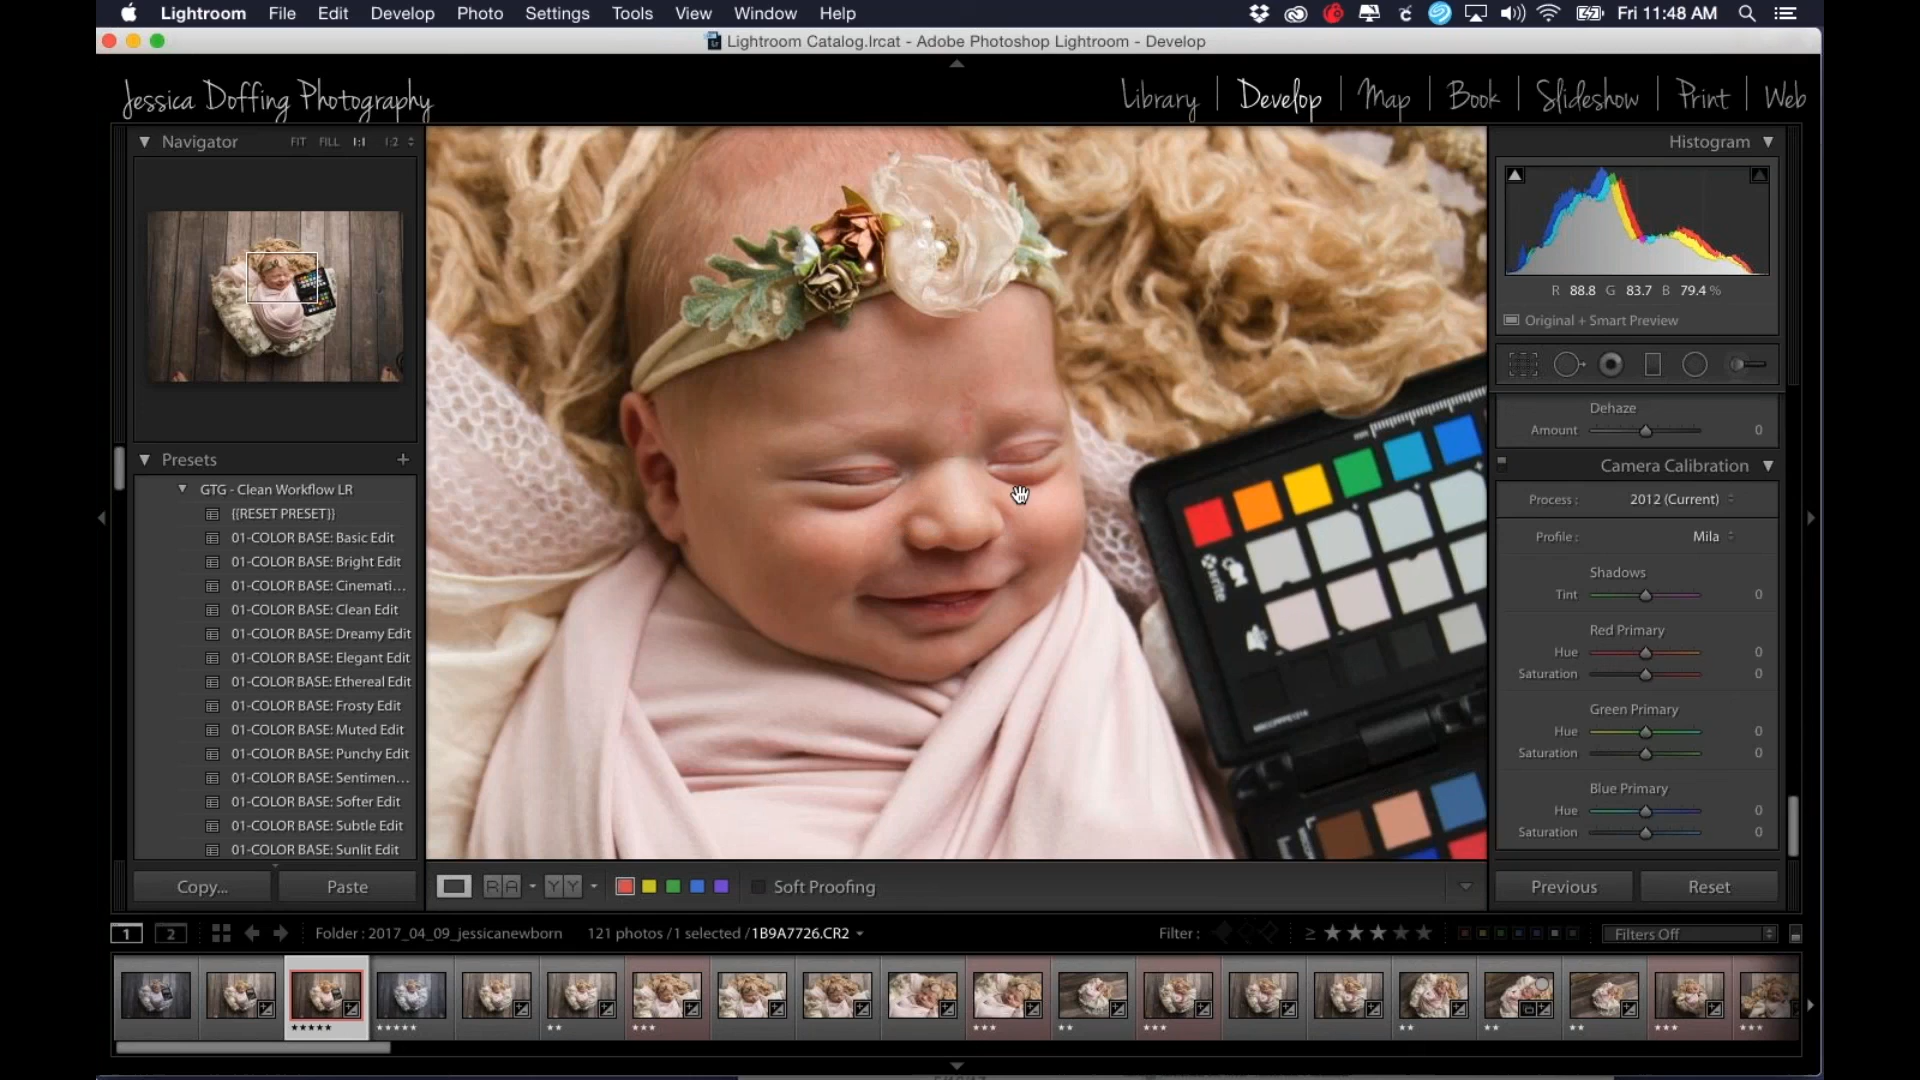 Lightroom File Edit Develop Photo Settings Tools View Window Help Fri 11:48 AM
Lightroom Catalog.lrcat - Adobe Photoshop Lightroom - Develop
Jessica Doffing Photography
Library | Develop | Map | Book | Slideshow | Print | Web
Navigator FIT FILL 1:1 1:2
Histogram
R 88.8 G 83.7 B 79.4 %
Original + Smart Preview
Dehaze
Amount 0
Camera Calibration
Process : 2012 (Current)
Profile : Mila
Shadows
Tint 0
Red Primary
Hue 0
Saturation 0
Green Primary
Hue 0
Saturation 0
Blue Primary
Hue 0
Saturation 0
Previous Reset
Presets +
GTG - Clean Workflow LR
{{RESET PRESET}}
01-COLOR BASE: Basic Edit
01-COLOR BASE: Bright Edit
01-COLOR BASE: Cinemati...
01-COLOR BASE: Clean Edit
01-COLOR BASE: Dreamy Edit
01-COLOR BASE: Elegant Edit
01-COLOR BASE: Ethereal Edit
01-COLOR BASE: Frosty Edit
01-COLOR BASE: Muted Edit
01-COLOR BASE: Punchy Edit
01-COLOR BASE: Sentimen...
01-COLOR BASE: Softer Edit
01-COLOR BASE: Subtle Edit
01-COLOR BASE: Sunlit Edit
x-rite
Copy... Paste
RA YY Soft Proofing
1 2 Folder : 2017_04_09_jessicanewborn 121 photos /1 selected /1B9A7726.CR2 Filter : ≥ Filters Off